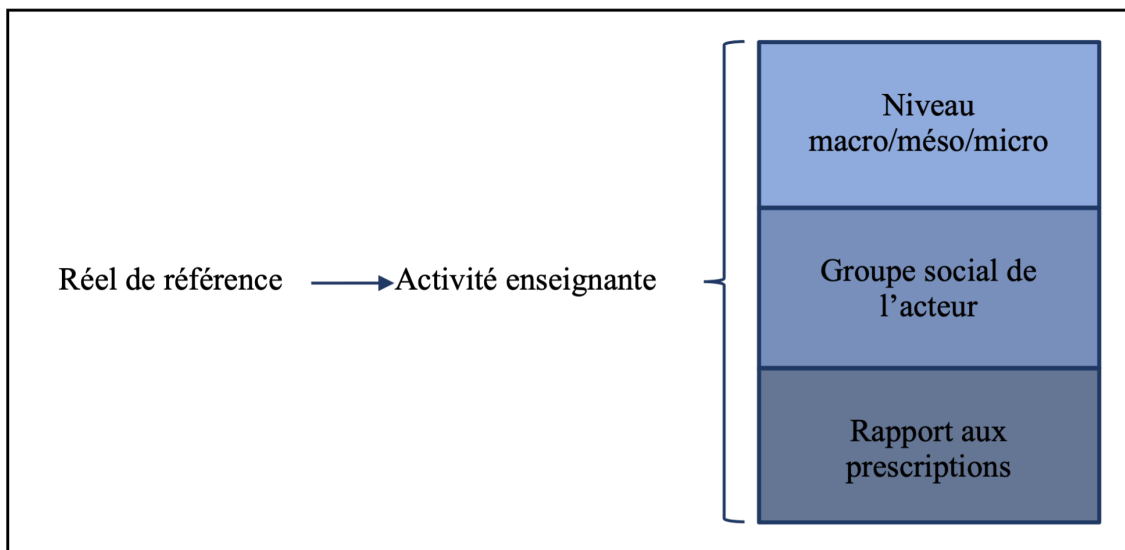 Niveau
macro/méso/micro
Réel de référence
Activité enseignante
Groupe social de
l’acteur
Rapport aux
prescriptions